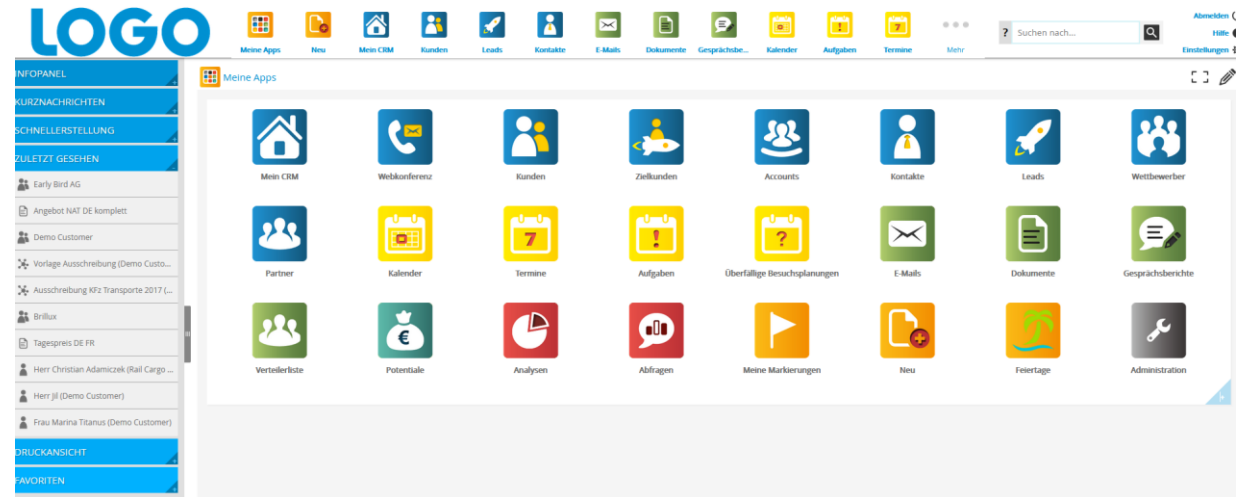 LOGO
Meine Apps
Neu
Mein CRM
Kunden
Leads
Kontakte
E-Mails
Dokumente
Gesprächsbe...
Kalender
Aufgaben
Termine
Mehr
?
Suchen nach...
Abmelden
Hilfe
Einstellungen
INFOPANEL
KURZNACHRICHTEN
SCHNELLERSTELLUNG
ZULETZT GESEHEN
Early Bird AG
Angebot NAT DE komplett
Demo Customer
Vorlage Ausschreibung (Demo Custo...
Ausschreibung KFz Transporte 2017 (...
Brillux
Tagespreis DE FR
Herr Christian Adamiczek (Rail Cargo ...
Herr Jil (Demo Customer)
Frau Marina Titanus (Demo Customer)
DRUCKANSICHT
FAVORITEN
Meine Apps
Mein CRM
Webkonferenz
Kunden
Zielkunden
Accounts
Kontakte
Leads
Wettbewerber
Partner
Kalender
7
Termine
!
Aufgaben
?
Überfällige Besuchsplanungen
E-Mails
Dokumente
Gesprächsberichte
Verteilerliste
€
Potentiale
Analysen
Abfragen
Meine Markierungen
Neu
Feiertage
Administration